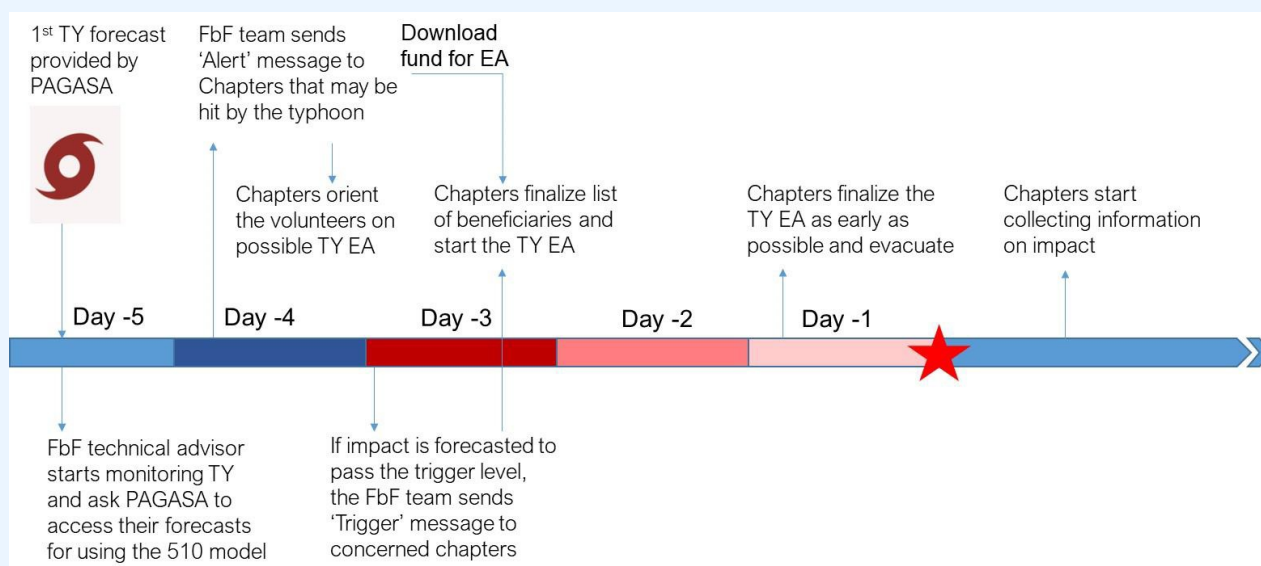 1st TY forecast
provided by
PAGASA
FbF team sends
‘Alert’ message to
Chapters that may be
hit by the typhoon
Download
fund for EA
Chapters orient
the volunteers on
possible TY EA
Chapters finalize list
of beneficiaries and
start the TY EA
Chapters finalize the
TY EA as early as
possible and evacuate
Chapters start
collecting information
on impact
Day -5
Day -4
Day -3
Day -2
Day -1
FbF technical advisor
starts monitoring TY
and ask PAGASA to
access their forecasts
for using the 510 model
If impact is forecasted to
pass the trigger level,
the FbF team sends
‘Trigger’ message to
concerned chapters